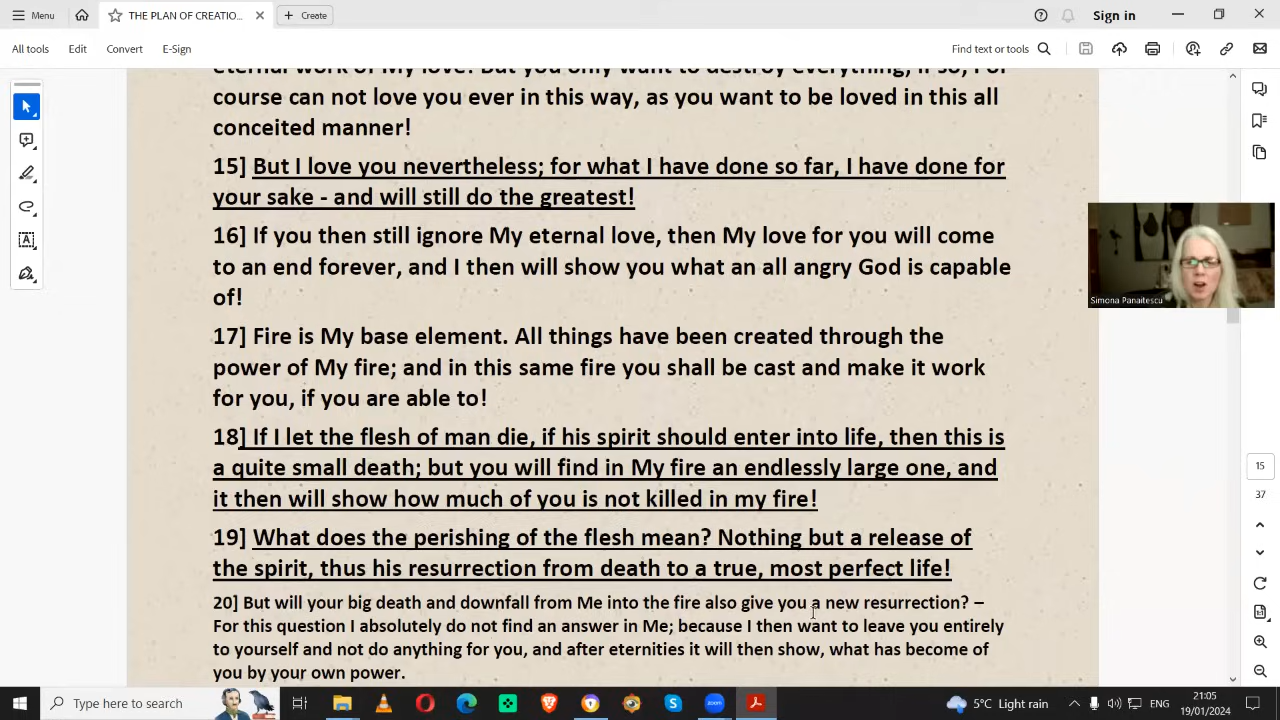 Menu
THE PLAN OF CREATIO...
Create
Sign in
All tools
Edit
Convert
E-Sign
Find text or tools
eternal work of My love! But you only want to destroy everything, if so, I of
course can not love you ever in this way, as you want to be loved in this all
conceited manner!
15] But I love you nevertheless; for what I have done so far, I have done for
your sake - and will still do the greatest!
16] If you then still ignore My eternal love, then My love for you will come
to an end forever, and I then will show you what an all angry God is capable
of!
17] Fire is My base element. All things have been created through the
power of My fire; and in this same fire you shall be cast and make it work
for you, if you are able to!
18] If I let the flesh of man die, if his spirit should enter into life, then this is
a quite small death; but you will find in My fire an endlessly large one, and
it then will show how much of you is not killed in my fire!
19] What does the perishing of the flesh mean? Nothing but a release of
the spirit, thus his resurrection from death to a true, most perfect life!
20] But will your big death and downfall from Me into the fire also give you a new resurrection? –
For this question I absolutely do not find an answer in Me; because I then want to leave you entirely
to yourself and not do anything for you, and after eternities it will then show, what has become of
you by your own power.
Simona Panaitescu
15
37
Type here to search
zoom
5°C Light rain
ENG
21:05
19/01/2024